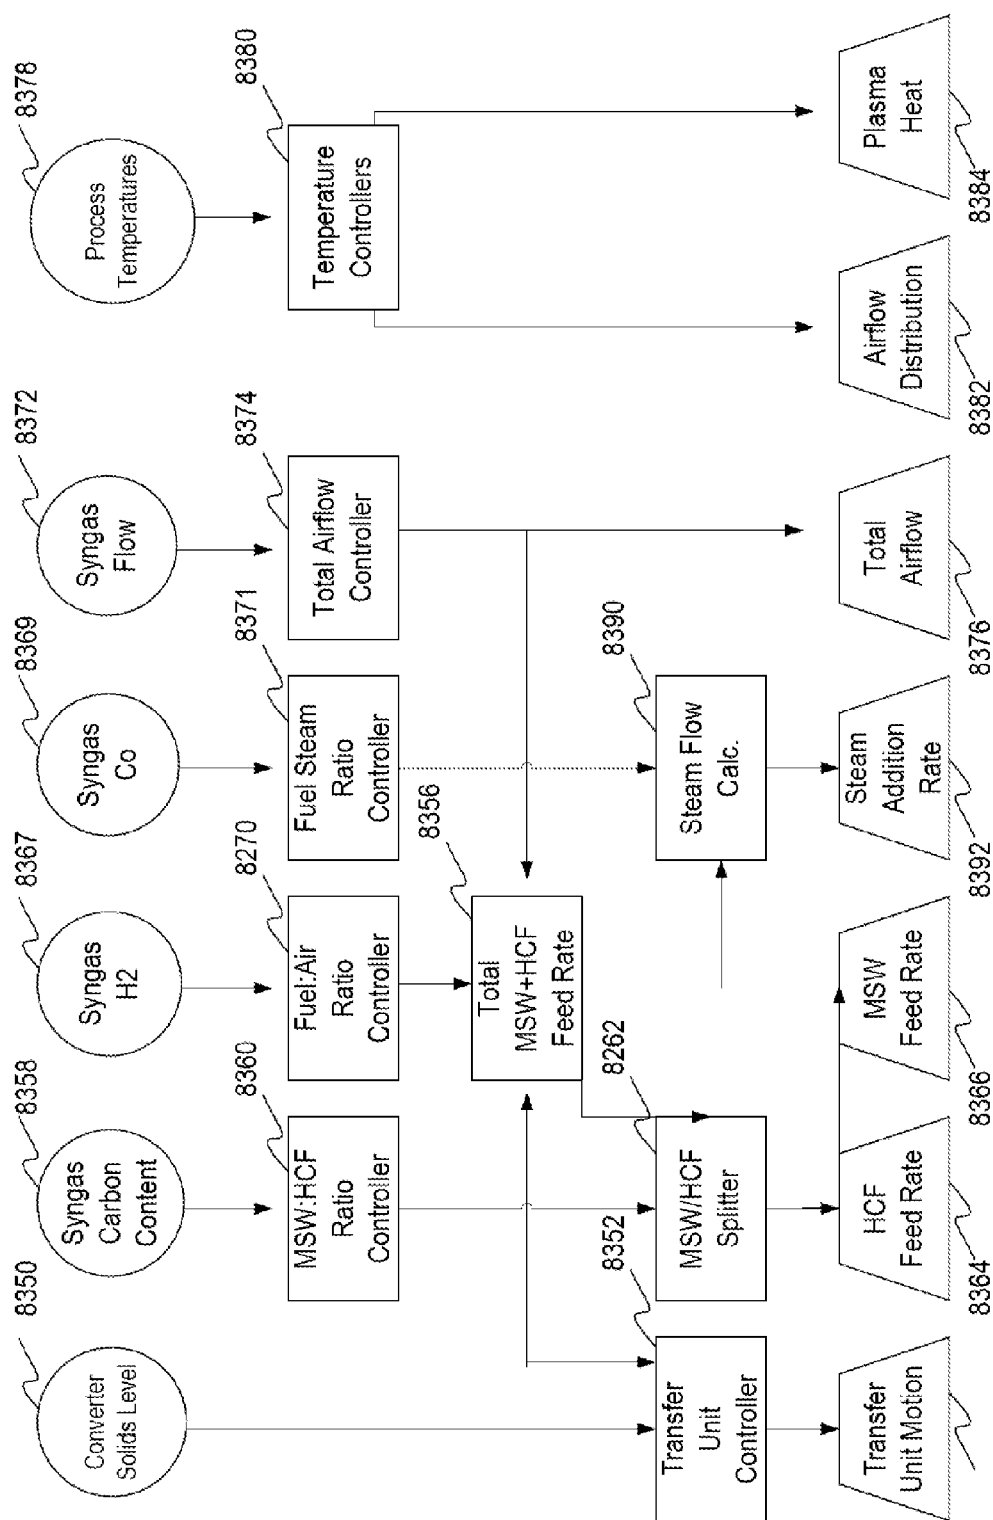 8350
8358
8367
8369
8372
8378
Converter
Solids Level
Syngas
Carbon
Content
Syngas
H2
Syngas
Co
Syngas
Flow
Process
Temperatures
8360
8270
8371
8374
8380
MSW:HCF
Ratio
Controller
Fuel:Air
Ratio
Controller
Fuel Steam
Ratio
Controller
Total Airflow
Controller
Temperature
Controllers
8356
Total
MSW+HCF
Feed Rate
8352
8262
8390
Transfer
Unit
Controller
MSW/HCF
Splitter
Steam Flow
Calc.
Transfer
Unit Motion
HCF
Feed Rate
MSW
Feed Rate
Steam
Addition
Rate
Total
Airflow
Airflow
Distribution
Plasma
Heat
8364
8366
8392
8376
8382
8384